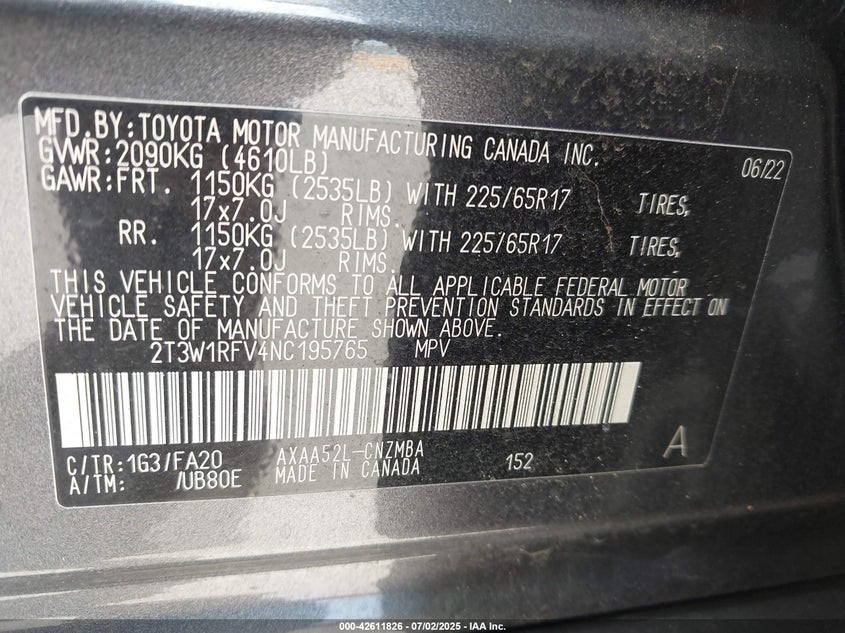 MFD.BY:TOYOTA MOTOR MANUFACTURING CANADA INC.
GVWR:2090KG (4610LB) 06/22
GAWR:FRT. 1150KG (2535LB) WITH 225/65R17 TIRES,
17x7.0J RIMS.
RR. 1150KG (2535LB) WITH 225/65R17 TIRES,
17x7.0J RIMS.
THIS VEHICLE CONFORMS TO ALL APPLICABLE FEDERAL MOTOR
VEHICLE SAFETY AND THEFT PREVENTION STANDARDS IN EFFECT ON
THE DATE OF MANUFACTURE SHOWN ABOVE.
2T3W1RFV4NC195765 MPV
A
C/TR:1G3/FA20 AXAA52L-CNZMBA 152
A/TM: /UB80E MADE IN CANADA
000-42611826 - 07/02/2025 - IAA Inc.